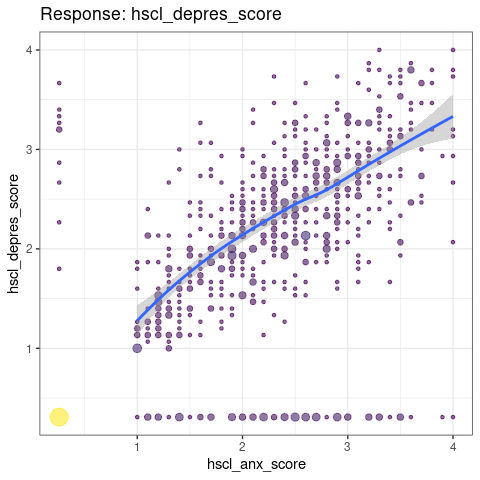 Response: hscl_depres_score
4
3
2
1
hscl_depres_score
1 2 3 4
hscl_anx_score